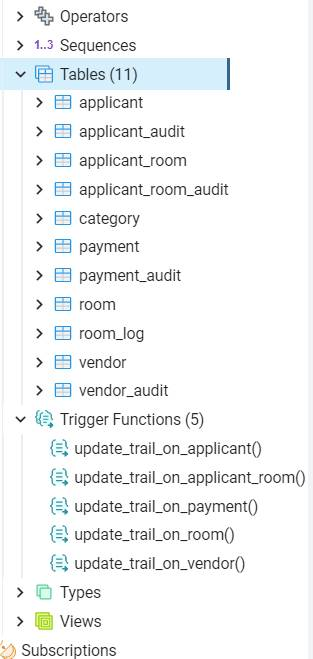 Operators
1..3 Sequences
Tables (11)
applicant
applicant_audit
applicant_room
applicant_room_audit
category
payment
payment_audit
room
room_log
vendor
vendor_audit
Trigger Functions (5)
update_trail_on_applicant()
update_trail_on_applicant_room()
update_trail_on_payment()
update_trail_on_room()
update_trail_on_vendor()
Types
Views
Subscriptions